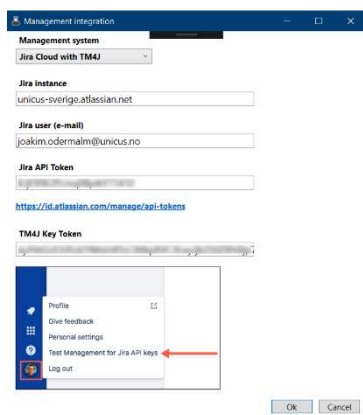 Management integration
Management system
Jira Cloud with TM4J
Jira instance
unicus-sverige.atlassian.net
Jira user (e-mail)
joakim.odermalm@unicus.no
Jira API Token
https://id.atlassian.com/manage/api-tokens
TM4J Key Token
Profile
Give feedback
Personal settings
Test Management for Jira API keys
Log out
Ok Cancel